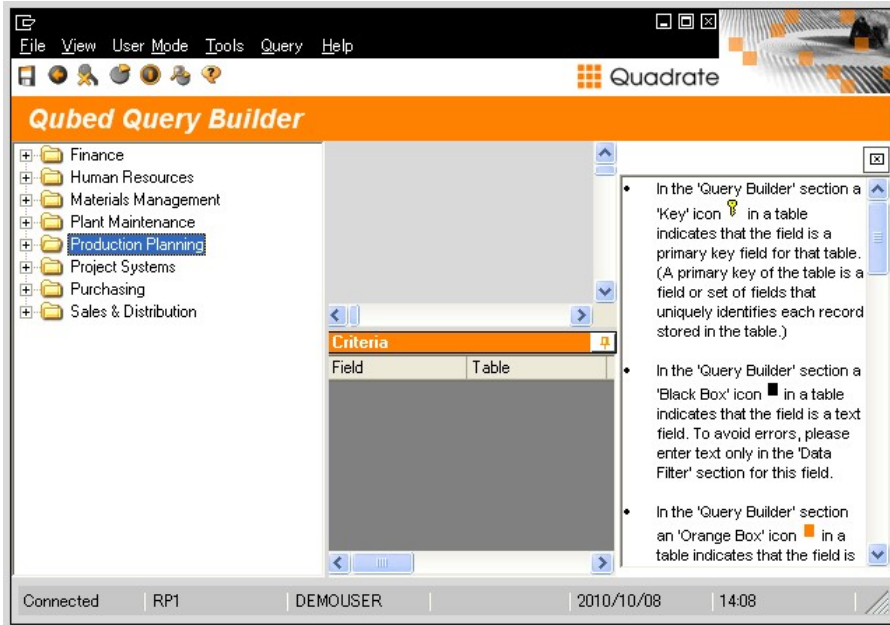 File View User Mode Tools Query Help
Quadrate
Qubed Query Builder
Finance
Human Resources
Materials Management
Plant Maintenance
Production Planning
Project Systems
Purchasing
Sales & Distribution
Criteria
Field Table
• In the 'Query Builder' section a
'Key' icon in a table
indicates that the field is a
primary key field for that table.
(A primary key of the table is a
field or set of fields that
uniquely identifies each record
stored in the table.)
• In the 'Query Builder' section a
'Black Box' icon in a table
indicates that the field is a text
field. To avoid errors, please
enter text only in the 'Data
Filter' section for this field.
• In the 'Query Builder' section
an 'Orange Box' icon in a
table indicates that the field is
Connected RP1 DEMOUSER 2010/10/08 14:08